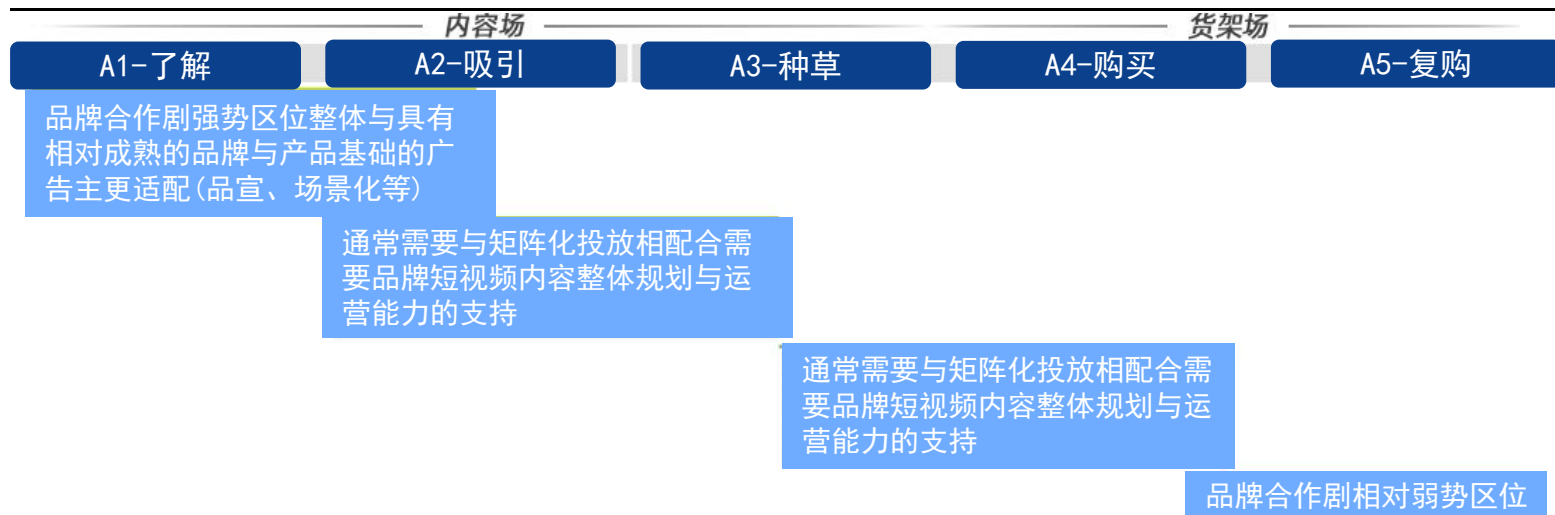 内容场
货架场
A1-了解
A2-吸引
A3-种草
A4-购买
A5-复购
品牌合作剧强势区位整体与具有
相对成熟的品牌与产品基础的广
告主更适配(品宣、场景化等)
通常需要与矩阵化投放相配合需
要品牌短视频内容整体规划与运
营能力的支持
通常需要与矩阵化投放相配合需
要品牌短视频内容整体规划与运
营能力的支持
品牌合作剧相对弱势区位